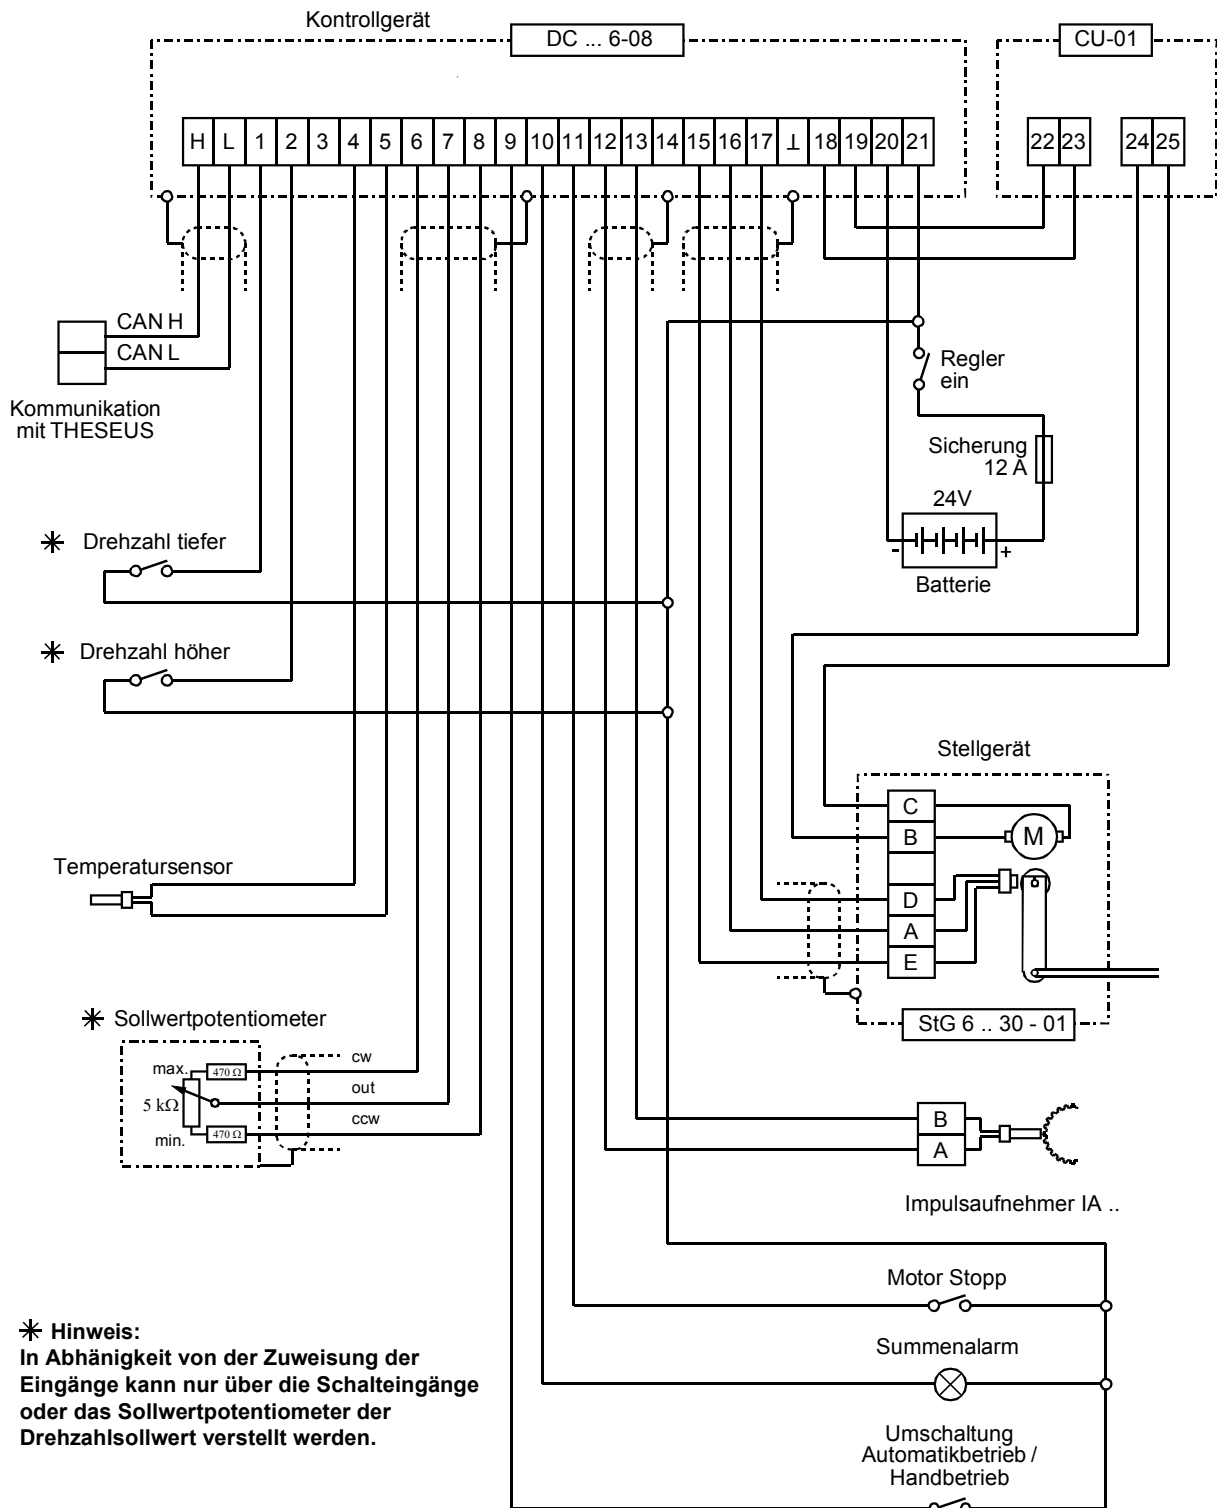 Kontrollgerät
DC ... 6-08
CU-01
H L 1 2 3 4 5 6 7 8 9 10 11 12 13 14 15 16 17 ⊥ 18 19 20 21
22 23 24 25
CAN H
CAN L
Kommunikation
mit THESEUS
Regler
ein
Sicherung
12 A
24V
- +
Batterie
Drehzahl tiefer
Drehzahl höher
Stellgerät
C
B
M
D
A
E
StG 6 .. 30 - 01
Temperatursensor
Sollwertpotentiometer
max.
470 Ω
cw
5 kΩ
out
min.
470 Ω
ccw
B
A
Impulsaufnehmer IA ..
Motor Stopp
Summenalarm
Umschaltung
Automatikbetrieb /
Handbetrieb
Hinweis:
In Abhänigkeit von der Zuweisung der
Eingänge kann nur über die Schalteingänge
oder das Sollwertpotentiometer der
Drehzahlsollwert verstellt werden.